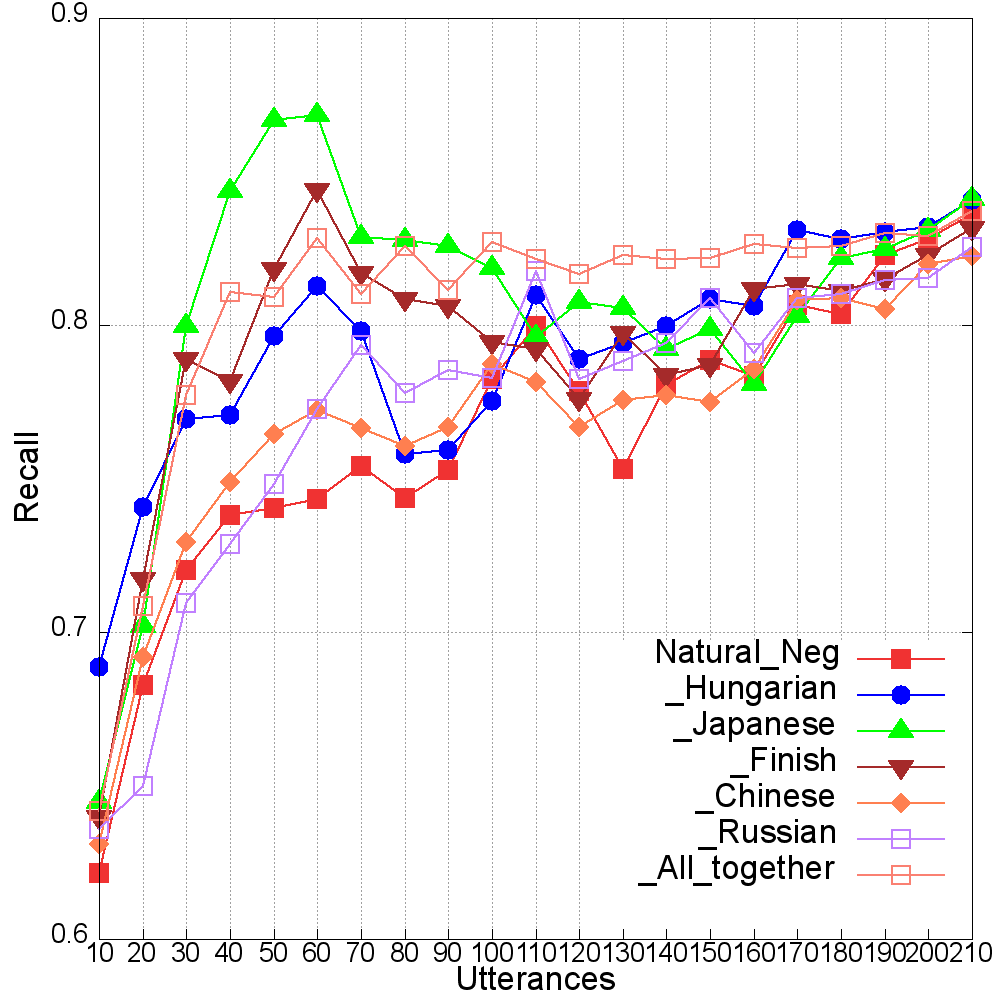 0.9
0.8
0.7
0.6
Recall
Natural_Neg
_Hungarian
_Japanese
_Finish
_Chinese
_Russian
_All_together
10 20 30 40 50 60 70 80 90 100 110 120 130 140 150 160 170 180 190 200 210
Utterances